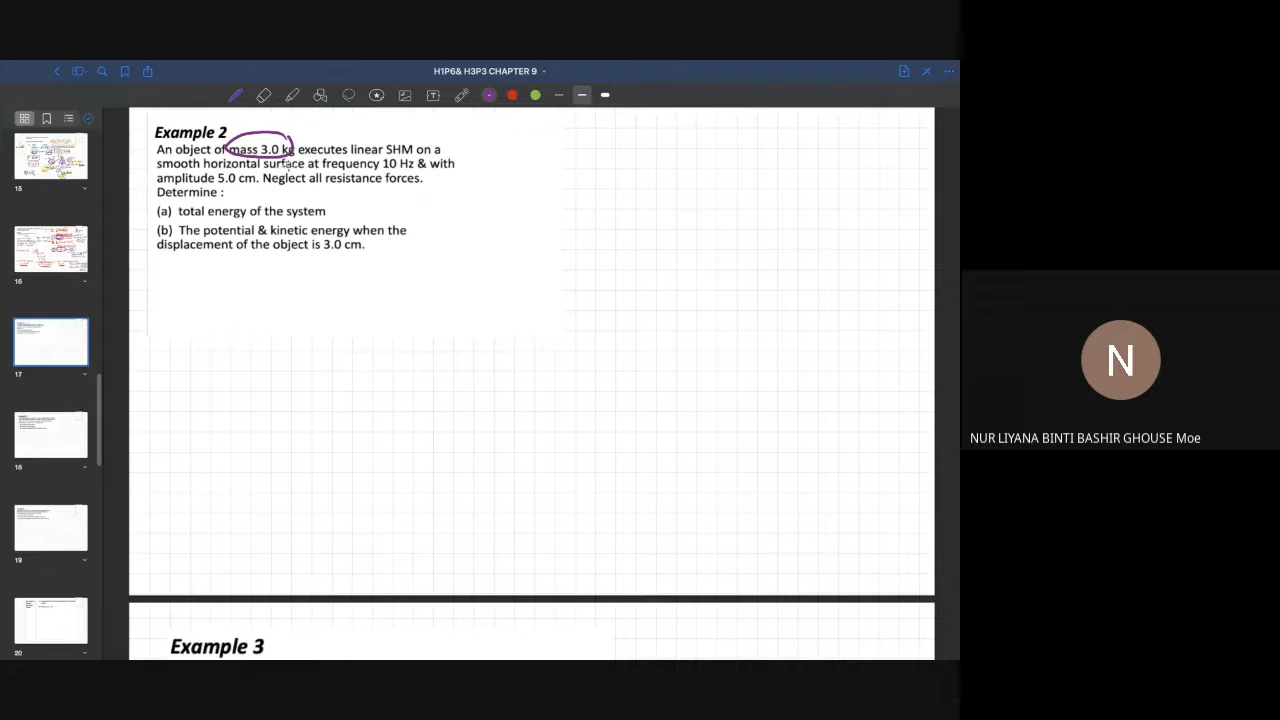 H1P6& H3P3 CHAPTER 9
Example 2
An object of mass 3.0 kg executes linear SHM on a
smooth horizontal surface at frequency 10 Hz & with
amplitude 5.0 cm. Neglect all resistance forces.
Determine :
(a) total energy of the system
(b) The potential & kinetic energy when the
displacement of the object is 3.0 cm.
15
16
17
18
19
20
Example 3
N
NUR LIYANA BINTI BASHIR GHOUSE Moe